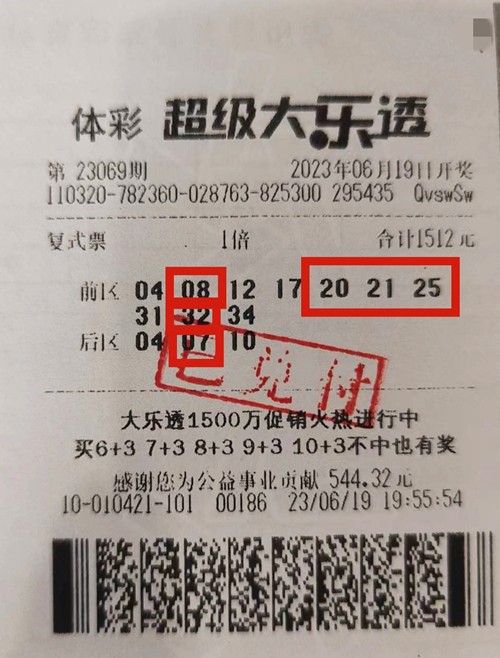 体彩 超级大乐透
第 23069期 2023年06月19日开奖
110320-782360-028763-825300 295435 QvswSw
复式票 1倍 合计1512元
前区 04 08 12 17 20 21 25
31 32 34
后区 04 07 10
已兑付
大乐透1500万促销火热进行中
买6+3 7+3 8+3 9+3 10+3不中也有奖
感谢您为公益事业贡献 544.32元
10-010421-101 00186 23/06/19 19:55:54